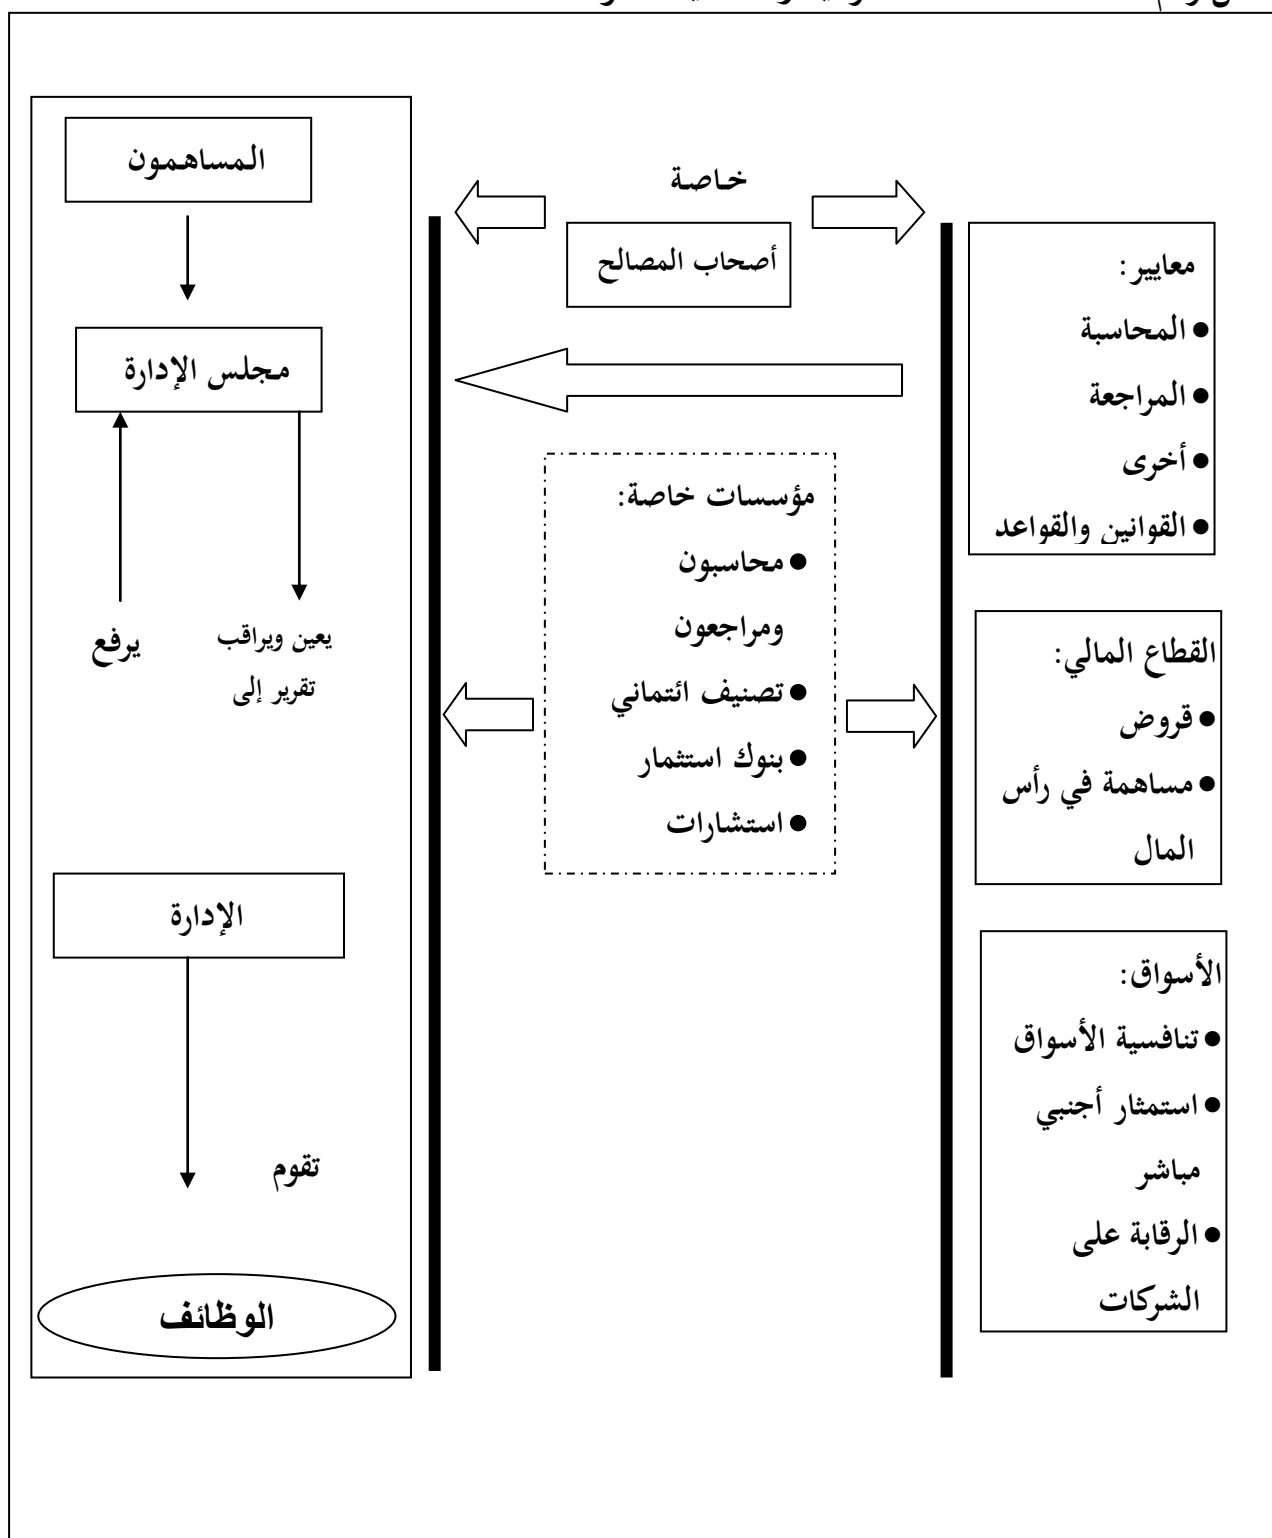 المساهمون
مجلس الإدارة
يعين ويراقب
يرفع
تقرير إلى
الإدارة
تقوم
الوظائف
خاصة
أصحاب المصالح
مؤسسات خاصة:
● محاسبون
ومراجعون
● تصنيف ائتماني
● بنوك استثمار
● استشارات
معايير:
● المحاسبة
● المراجعة
● أخرى
● القوانين والقواعد
القطاع المالي:
● قروض
● مساهمة في رأس
المال
الأسواق:
● تنافسية الأسواق
● استمثار أجنبي
مباشر
● الرقابة على
الشركات